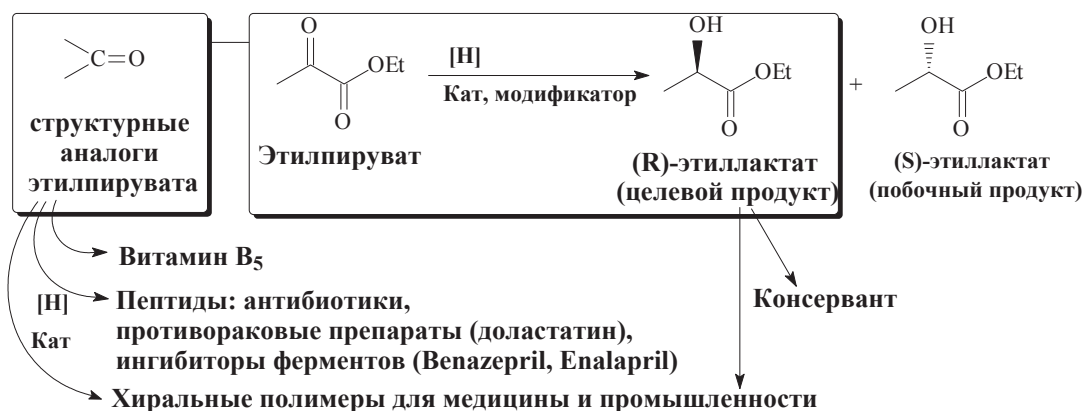 C=O
структурные
аналоги
этилпирувата
O
OEt
O
Этилпируват
[H]
Кат, модификатор
OH
OEt
O
(R)-этиллактат
(целевой продукт)
+
OH
OEt
O
(S)-этиллактат
(побочный продукт)
Витамин B5
[H]
Кат
Пептиды: антибиотики,
противораковые препараты (доластатин),
ингибиторы ферментов (Benazepril, Enalapril)
Консервант
Хиральные полимеры для медицины и промышленности